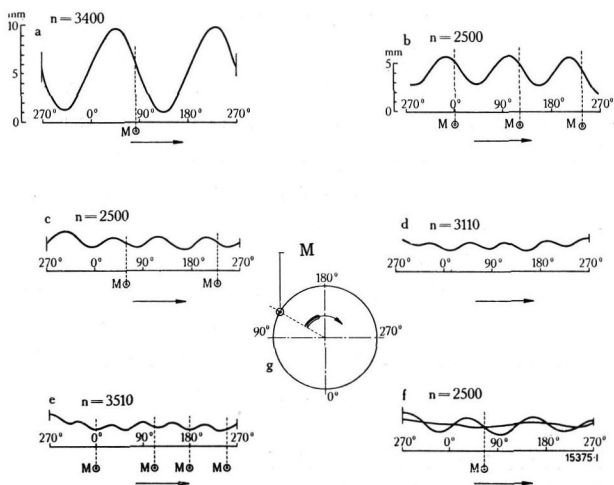 mm
10
5
0
a n = 3400
270° 0° 90° 180° 270°
M
b n = 2500
mm
5
0
270° 0° 90° 180° 270°
M M M
c n = 2500
270° 0° 90° 180° 270°
M M
d n = 3110
270° 0° 90° 180° 270°
M
180°
90° 270°
g
0°
e n = 3510
270° 0° 90° 180° 270°
M M M M
f n = 2500
270° 0° 90° 180° 270°
15375·I
M